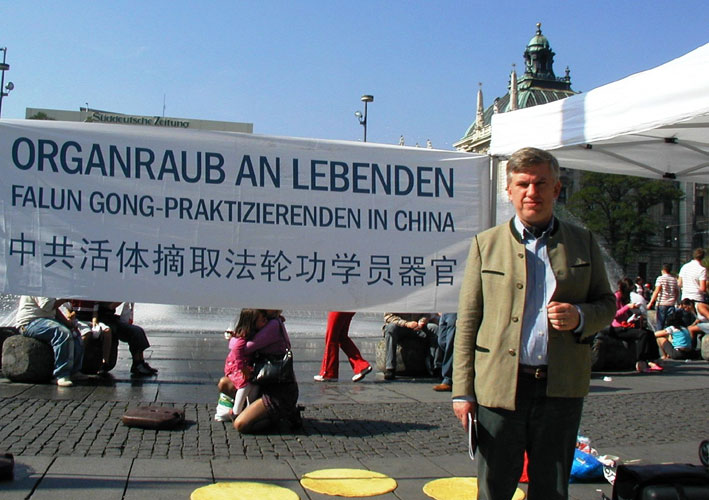 Süddeutsche Zeitung
ORGANRAUB AN LEBENDEN
FALUN GONG-PRAKTIZIERENDEN IN CHINA
中共活体摘取法轮功学员器官